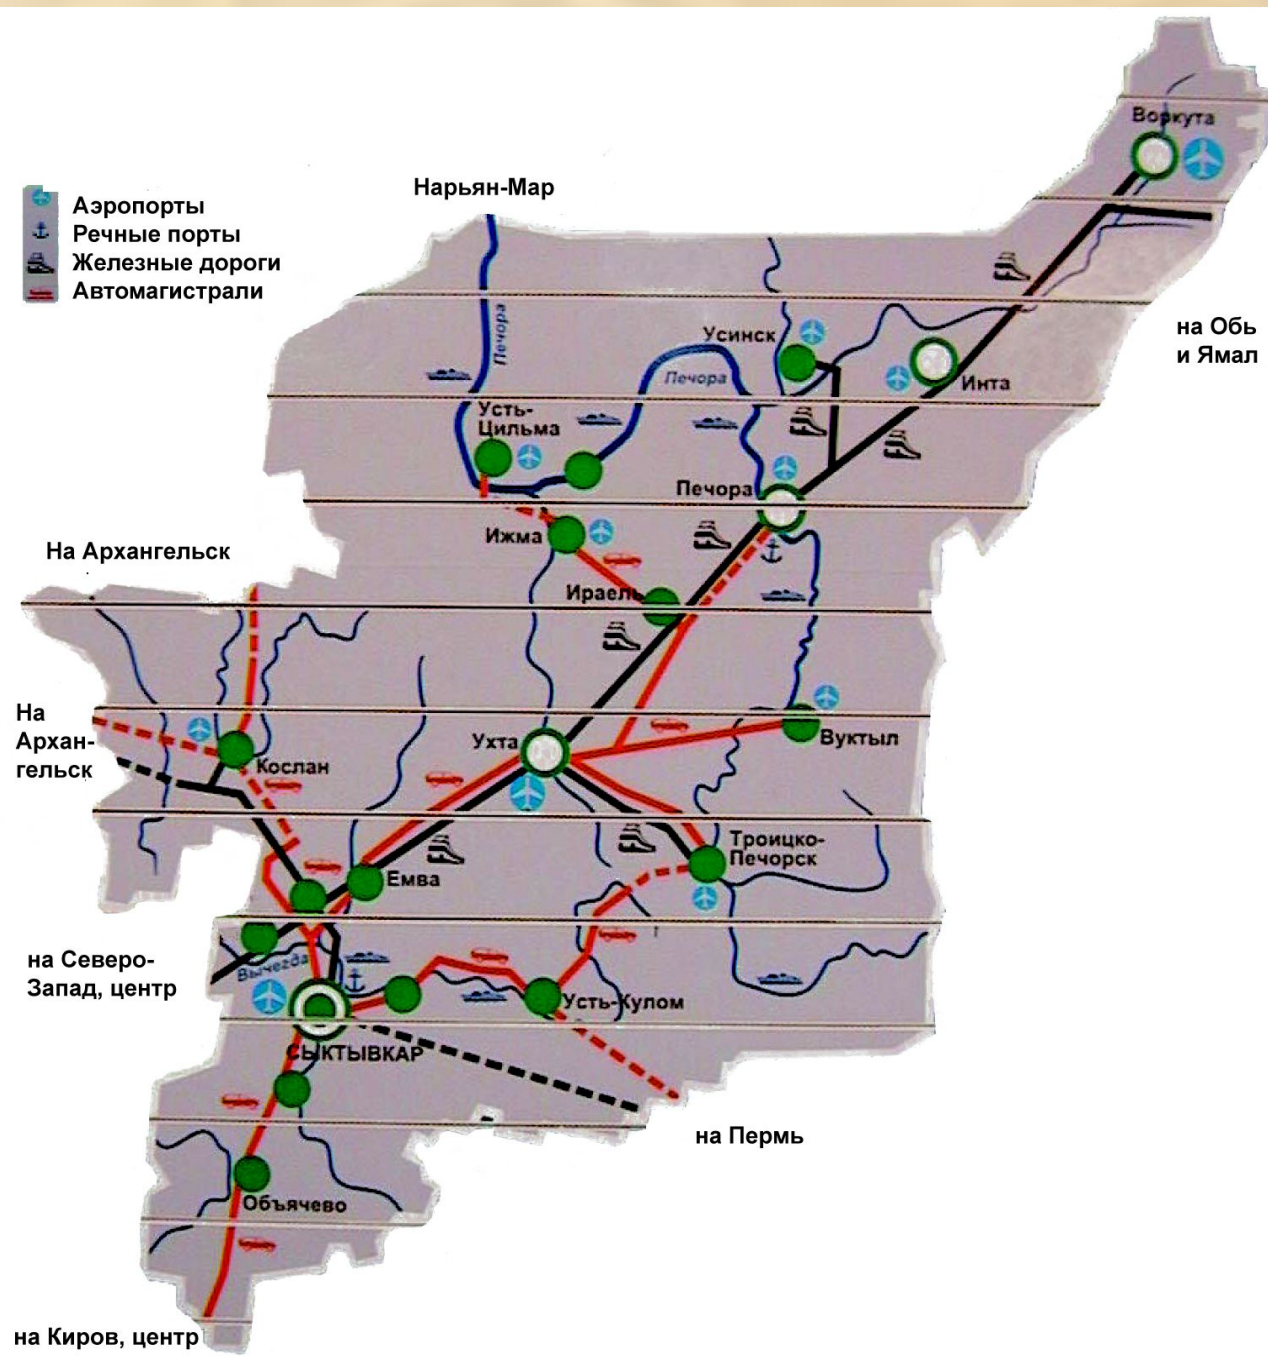 Воркута
Нарьян-Мар
Аэропорты
Речные порты
Железные дороги
Автомагистрали
Печора
Усинск
на Обь
и Ямал
Печора
Инта
Усть-
Цильма
Печора
Ижма
На Архангельск
Ираель
На
Архан-
гельск
Ухта
Вуктыл
Кослан
Троицко-
Печорск
Емва
на Северо-
Запад, центр
Вычегда
Усть-Кулом
СЫКТЫВКАР
на Пермь
Объячево
на Киров, центр